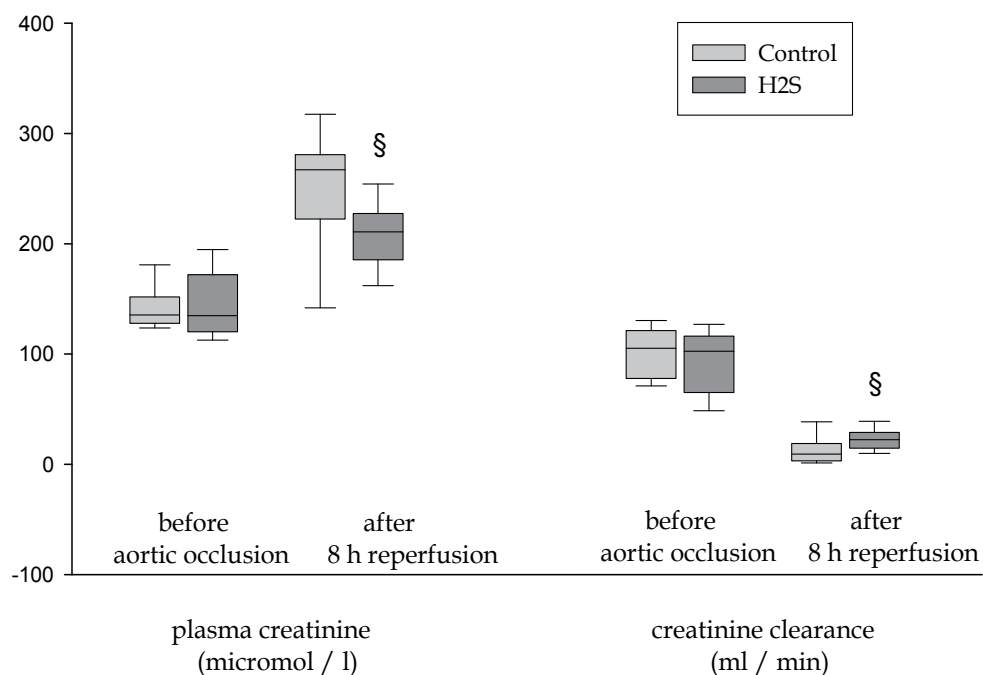 400
300
200
100
0
-100
Control
H2S
§
§
before
aortic occlusion
after
8 h reperfusion
before
aortic occlusion
after
8 h reperfusion
plasma creatinine
(micromol / l)
creatinine clearance
(ml / min)